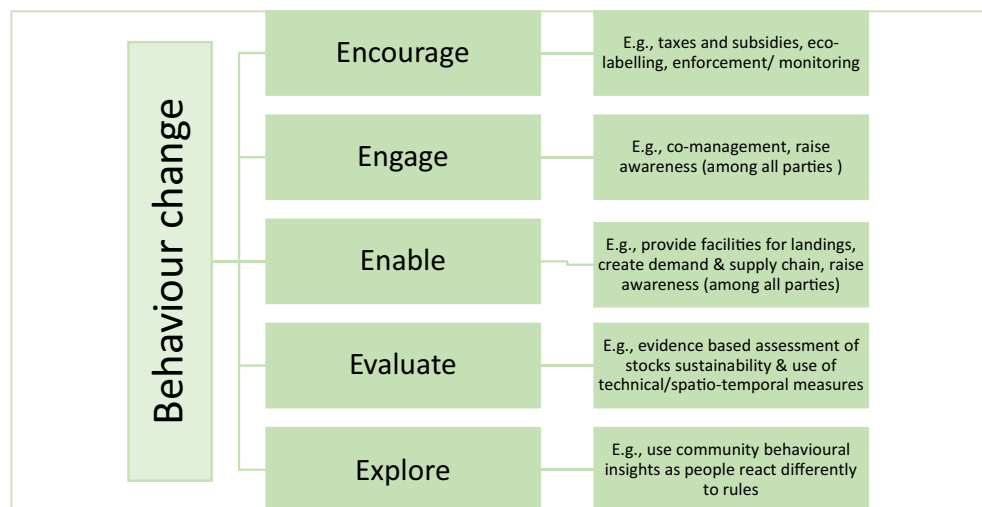 Behaviour change
Encourage
E.g., taxes and subsidies, eco-
labelling, enforcement/ monitoring
Engage
E.g., co-management, raise
awareness (among all parties )
Enable
E.g., provide facilities for landings,
create demand & supply chain, raise
awareness (among all parties)
Evaluate
E.g., evidence based assessment of
stocks sustainability & use of
technical/spatio-temporal measures
Explore
E.g., use community behavioural
insights as people react differently
to rules